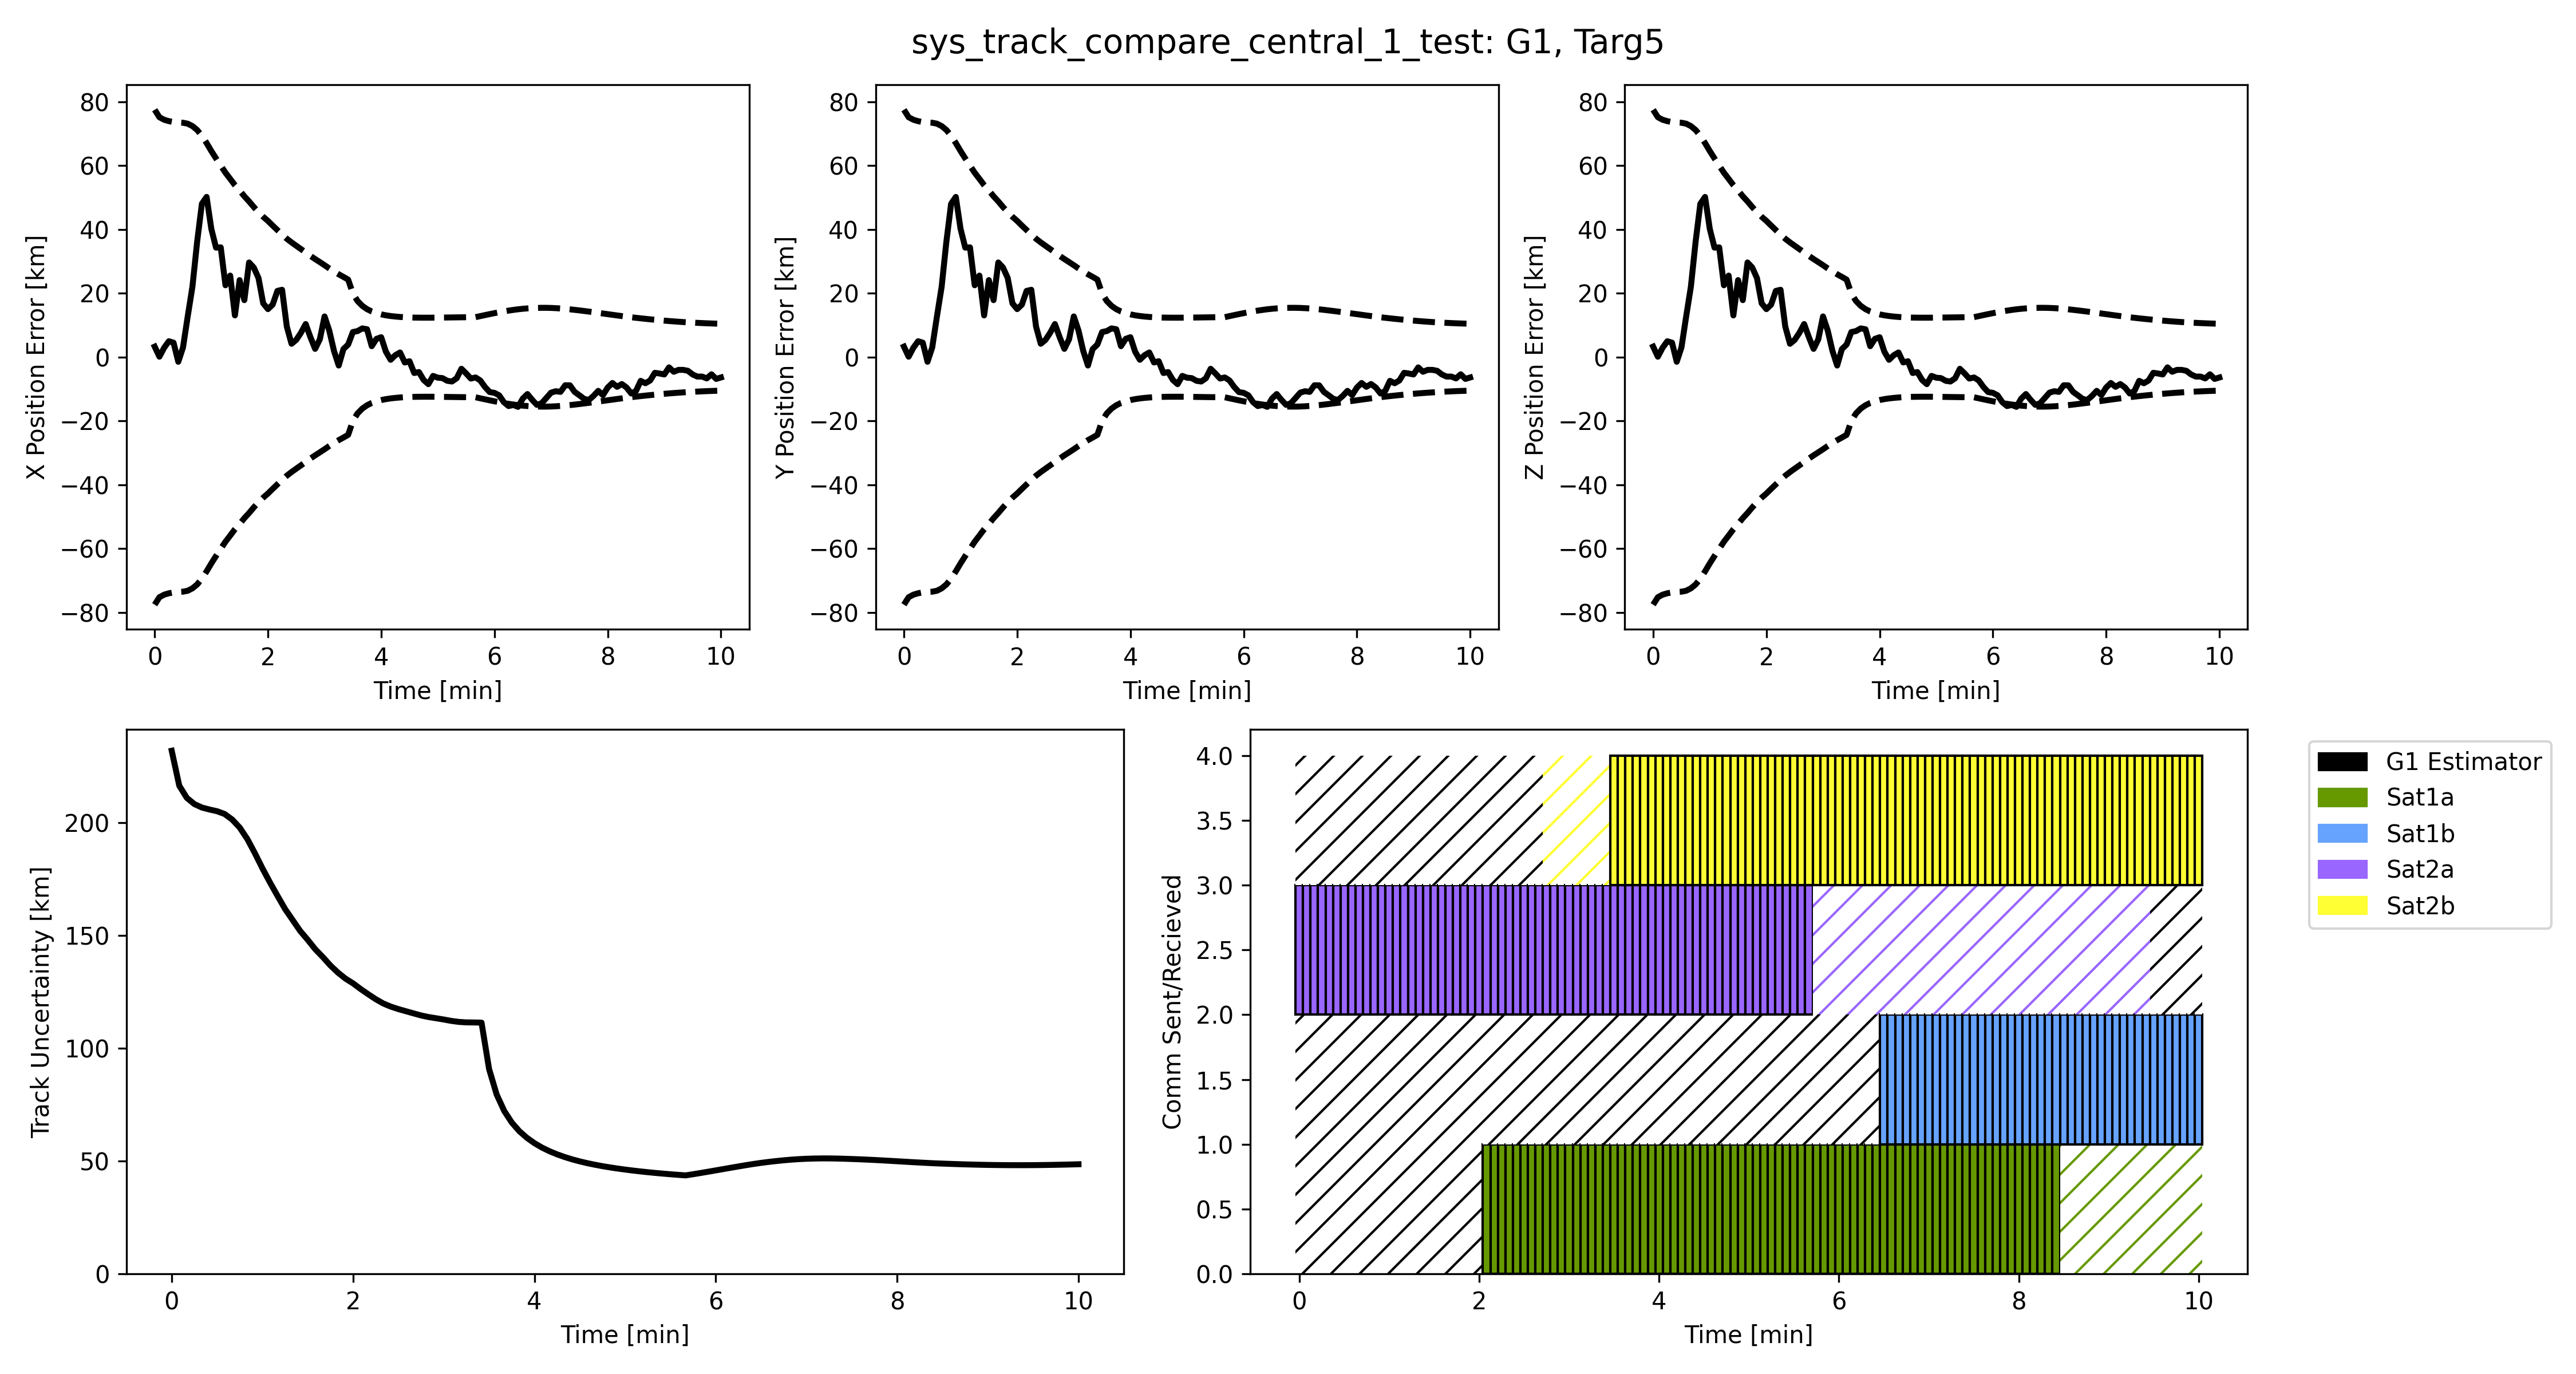 sys_track_compare_central_1_test: G1, Targ5
X Position Error [km]
80
60
40
20
0
−20
−40
−60
−80
0 2 4 6 8 10
Time [min]
Y Position Error [km]
80
60
40
20
0
−20
−40
−60
−80
0 2 4 6 8 10
Time [min]
Z Position Error [km]
80
60
40
20
0
−20
−40
−60
−80
0 2 4 6 8 10
Time [min]
Track Uncertainty [km]
200
150
100
50
0
0 2 4 6 8 10
Time [min]
Comm Sent/Recieved
4.0
3.5
3.0
2.5
2.0
1.5
1.0
0.5
0.0
0 2 4 6 8 10
Time [min]
G1 Estimator
Sat1a
Sat1b
Sat2a
Sat2b